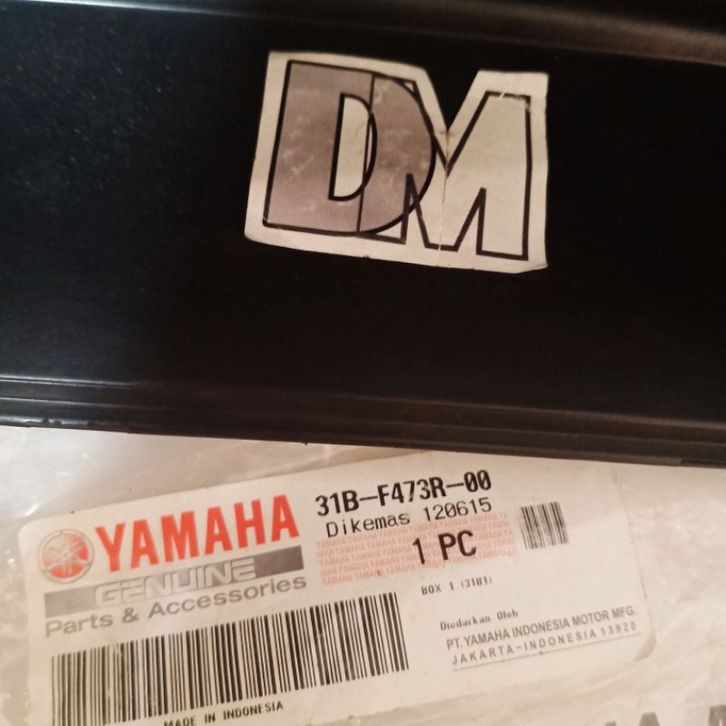 DM
YAMAHA
GENUINE
Parts & Accessories
31B-F473R-00
Dikemas 120615
1 PC
BOX 1 (31B1)
Diedarkan Oleh
PT. YAMAHA INDONESIA MOTOR MFG.
JAKARTA-INDONESIA 13920
MADE IN INDONESIA